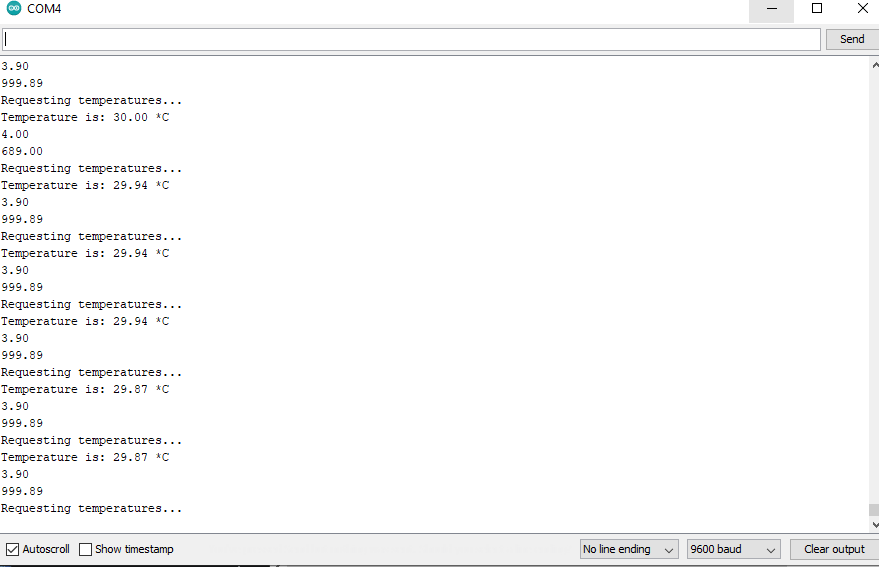 COM4
Send
3.90
999.89
Requesting temperatures...
Temperature is: 30.00 *C
4.00
689.00
Requesting temperatures...
Temperature is: 29.94 *C
3.90
999.89
Requesting temperatures...
Temperature is: 29.94 *C
3.90
999.89
Requesting temperatures...
Temperature is: 29.94 *C
3.90
999.89
Requesting temperatures...
Temperature is: 29.87 *C
3.90
999.89
Requesting temperatures...
Temperature is: 29.87 *C
3.90
999.89
Requesting temperatures...
Autoscroll Show timestamp No line ending 9600 baud Clear output